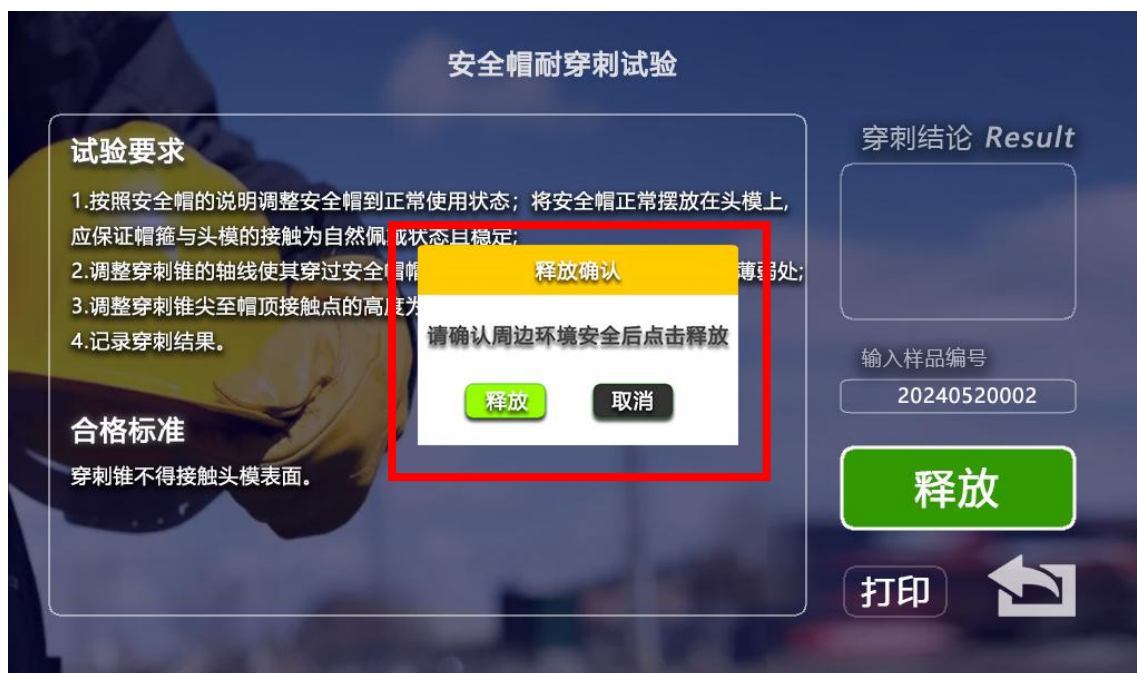 安全帽耐穿刺试验
试验要求
1.按照安全帽的说明调整安全帽到正常使用状态；将安全帽正常摆放在头模上，
应保证帽箍与头模的接触为自然佩戴状态且稳定；
2.调整穿刺锥的轴线使其穿过安全帽帽 薄弱处；
3.调整穿刺锥尖至帽顶接触点的高度为
4.记录穿刺结果。
合格标准
穿刺锥不得接触头模表面。
释放确认
请确认周边环境安全后点击释放
释放 取消
穿刺结论 Result
输入样品编号
20240520002
释放
打印